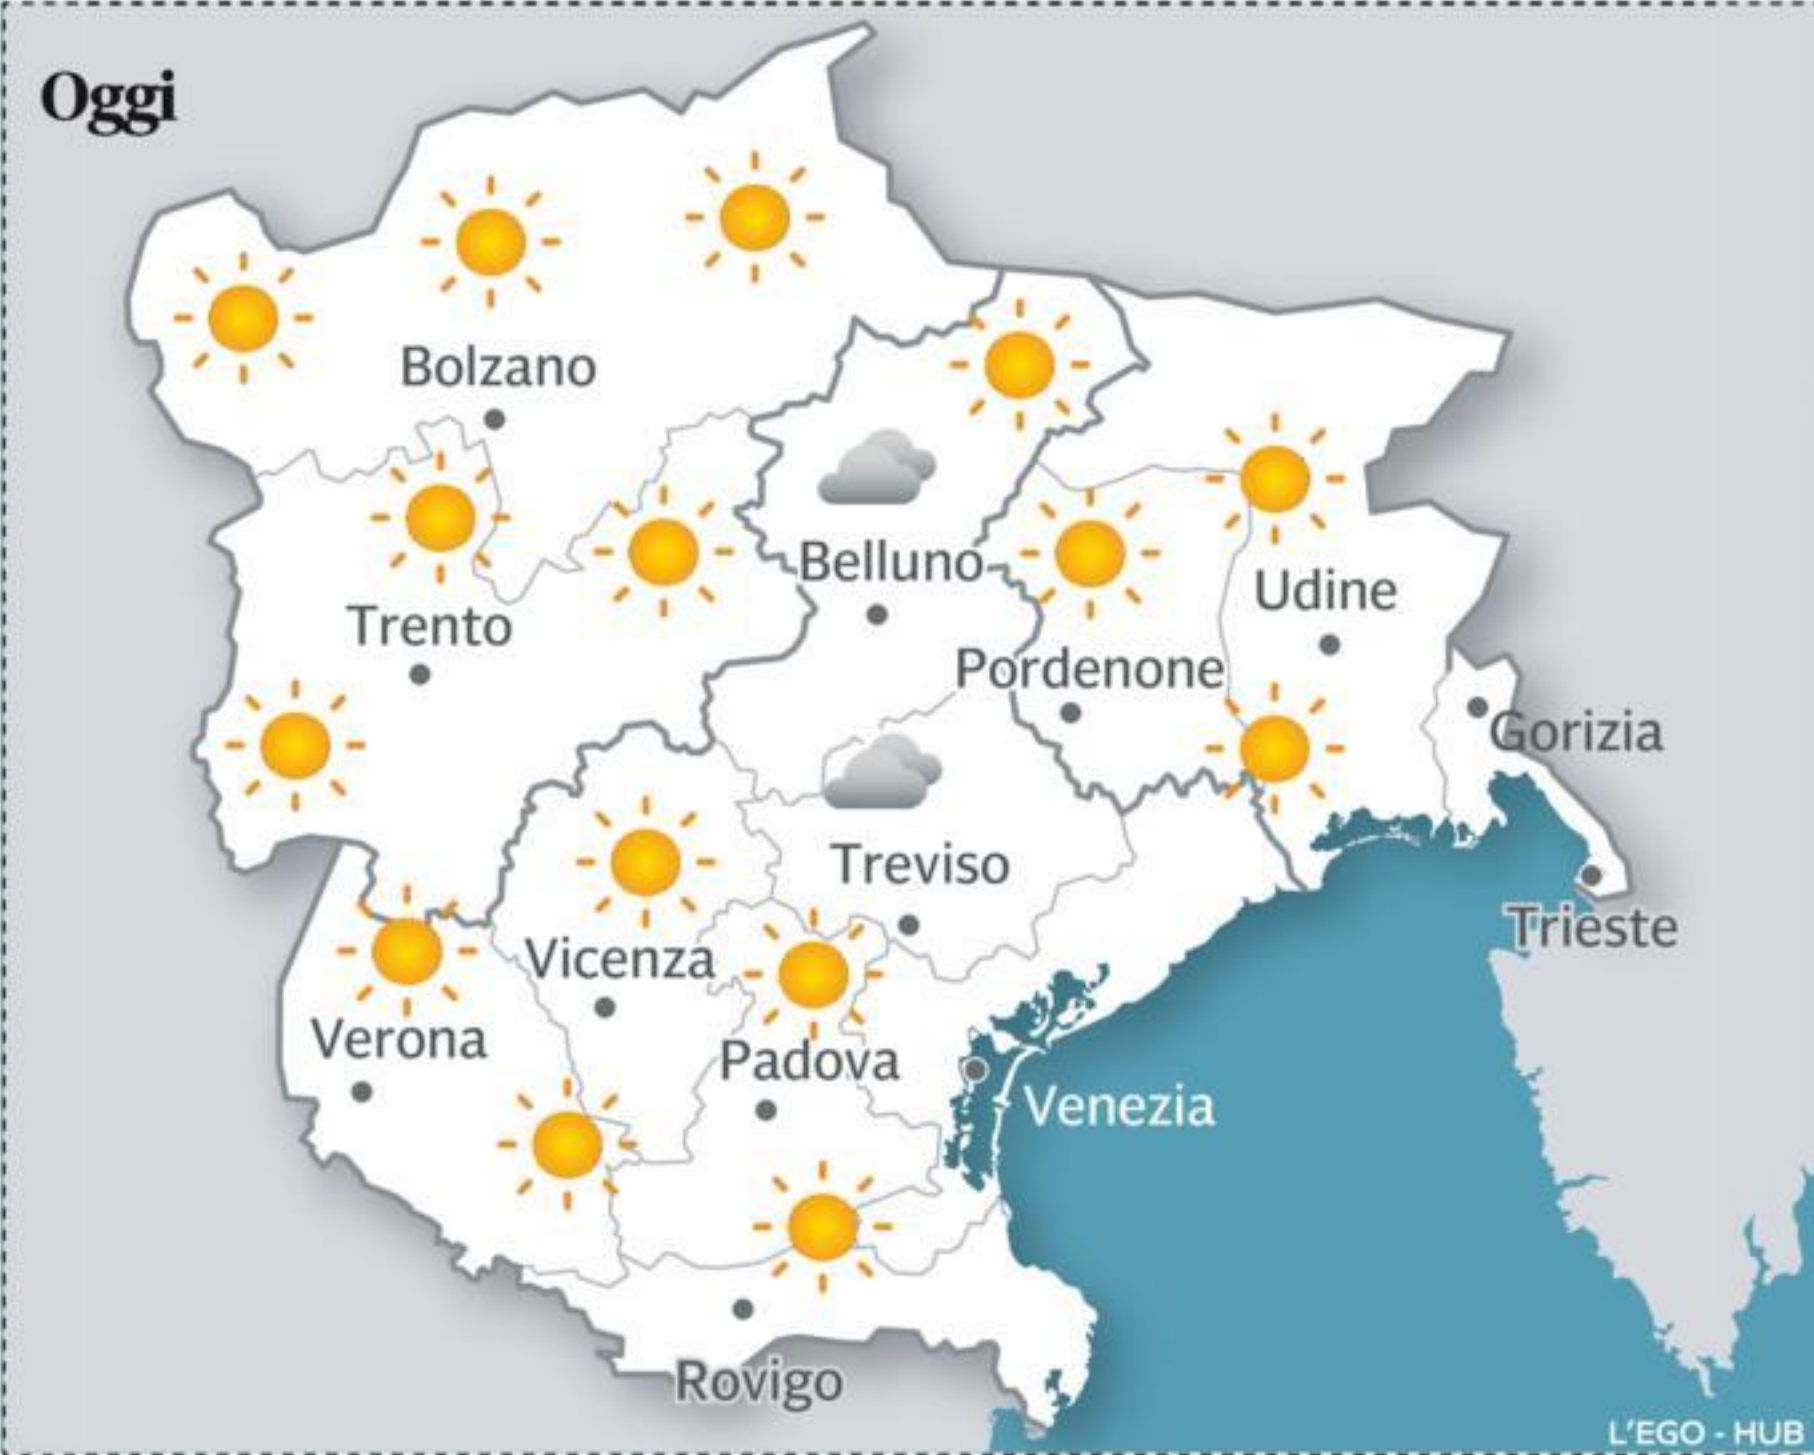 Oggi
Bolzano
Belluno
Udine
Trento
Pordenone
Gorizia
Treviso
Trieste
Vicenza
Verona
Padova
Venezia
Rovigo
L'EGO - HUB